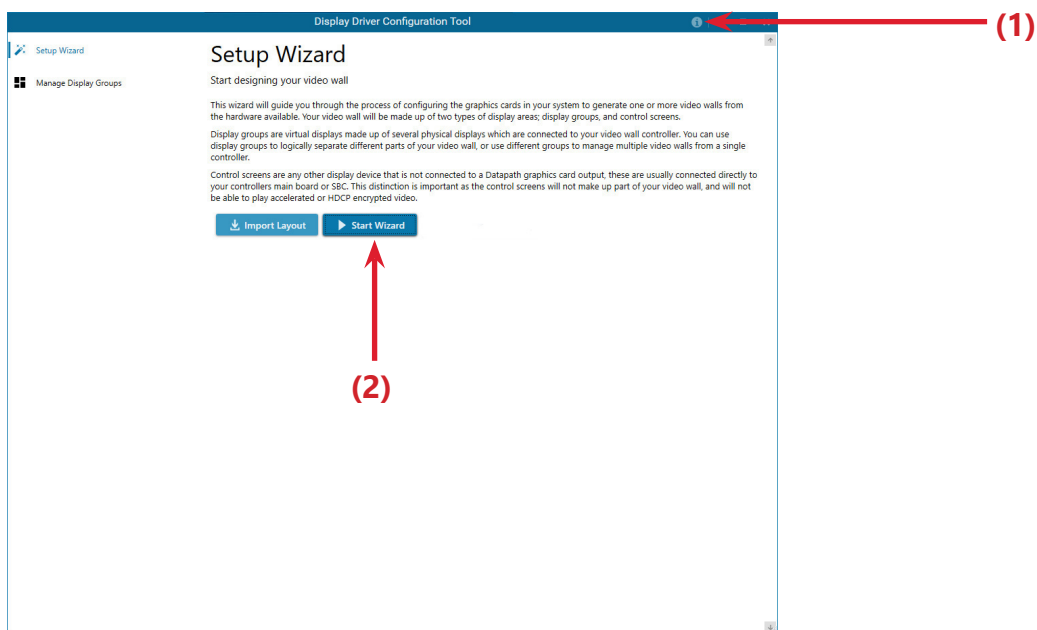 Display Driver Configuration Tool
(1)
Setup Wizard
Manage Display Groups
Setup Wizard
Start designing your video wall
This wizard will guide you through the process of configuring the graphics cards in your system to generate one or more video walls from
the hardware available. Your video wall will be made up of two types of display areas; display groups, and control screens.
Display groups are virtual displays made up of several physical displays which are connected to your video wall controller. You can use
display groups to logically separate different parts of your video wall, or use different groups to manage multiple video walls from a single
controller.
Control screens are any other display device that is not connected to a Datapath graphics card output, these are usually connected directly to
your controllers main board or SBC. This distinction is important as the control screens will not make up part of your video wall, and will not
be able to play accelerated or HDCP encrypted video.
Import Layout
Start Wizard
(2)